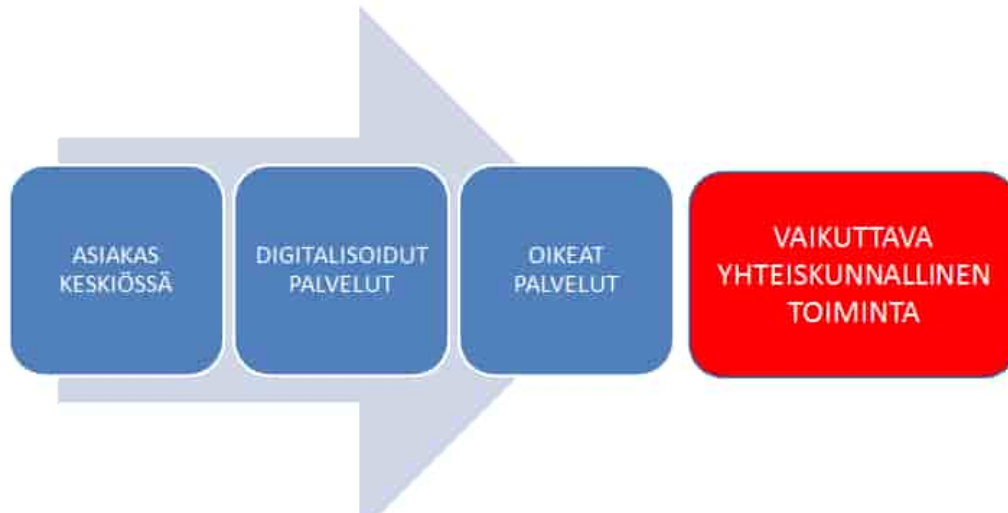 ASIAKAS
KESKIÖSSÄ
DIGITALISOIDUT
PALVELUT
OIKEAT
PALVELUT
VAIKUTTAVA
YHTEISKUNNALLINEN
TOIMINTA